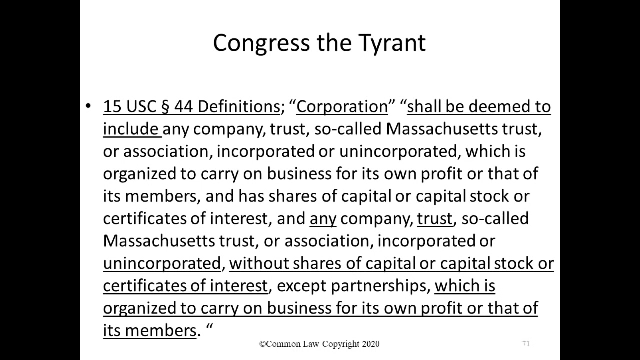 Congress the Tyrant
• 15 USC § 44 Definitions; “Corporation” “shall be deemed to
include any company, trust, so-called Massachusetts trust,
or association, incorporated or unincorporated, which is
organized to carry on business for its own profit or that of
its members, and has shares of capital or capital stock or
certificates of interest, and any company, trust, so-called
Massachusetts trust, or association, incorporated or
unincorporated, without shares of capital or capital stock or
certificates of interest, except partnerships, which is
organized to carry on business for its own profit or that of
its members. “
©Common Law Copyright 2020